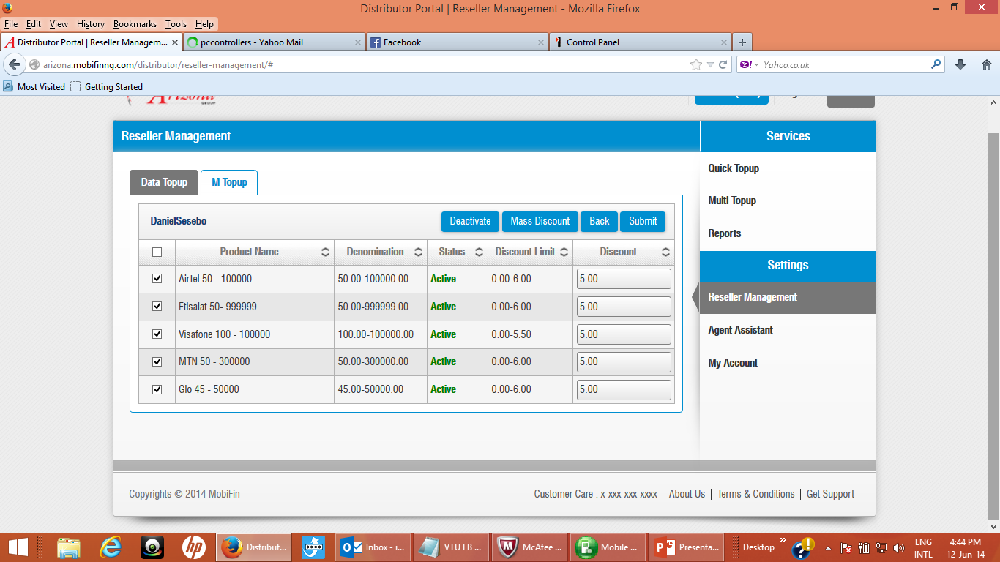 Distributor Portal | Reseller Management - Mozilla Firefox
File Edit View History Bookmarks Tools Help
Distributor Portal | Reseller Managem... pccontrollers - Yahoo Mail Facebook Control Panel
arizona.mobifinng.com/distributor/reseller-management/# Yahoo.co.uk
Most Visited Getting Started
Arizona
GROUP
Reseller Management Services
Quick Topup
Data Topup M Topup
Multi Topup
DanielSesebo Deactivate Mass Discount Back Submit
Reports
Product Name Denomination Status Discount Limit Discount
Settings
Airtel 50 - 100000 50.00-100000.00 Active 0.00-6.00 5.00
Reseller Management
Etisalat 50- 999999 50.00-999999.00 Active 0.00-6.00 5.00
Agent Assistant
Visafone 100 - 100000 100.00-100000.00 Active 0.00-5.50 5.00
MTN 50 - 300000 50.00-300000.00 Active 0.00-6.00 5.00
My Account
Glo 45 - 50000 45.00-50000.00 Active 0.00-6.00 5.00
Copyrights © 2014 MobiFin Customer Care : x-xxx-xxx-xxxx | About Us | Terms & Conditions | Get Support
Distribut... Inbox - i... VTU FB ... McAfee ... Mobile ... Presenta... Desktop ENG 4:44 PM
INTL 12-Jun-14